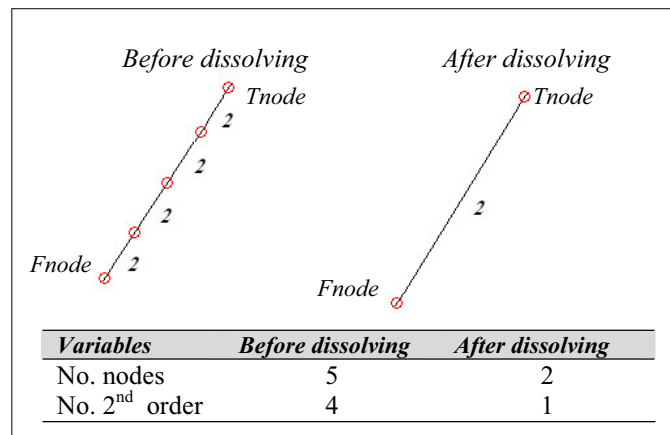 Before dissolving After dissolving
Tnode Tnode
2
2
2
2
2
Fnode
Fnode
Variables Before dissolving After dissolving
No. nodes 5 2
No. 2nd order 4 1